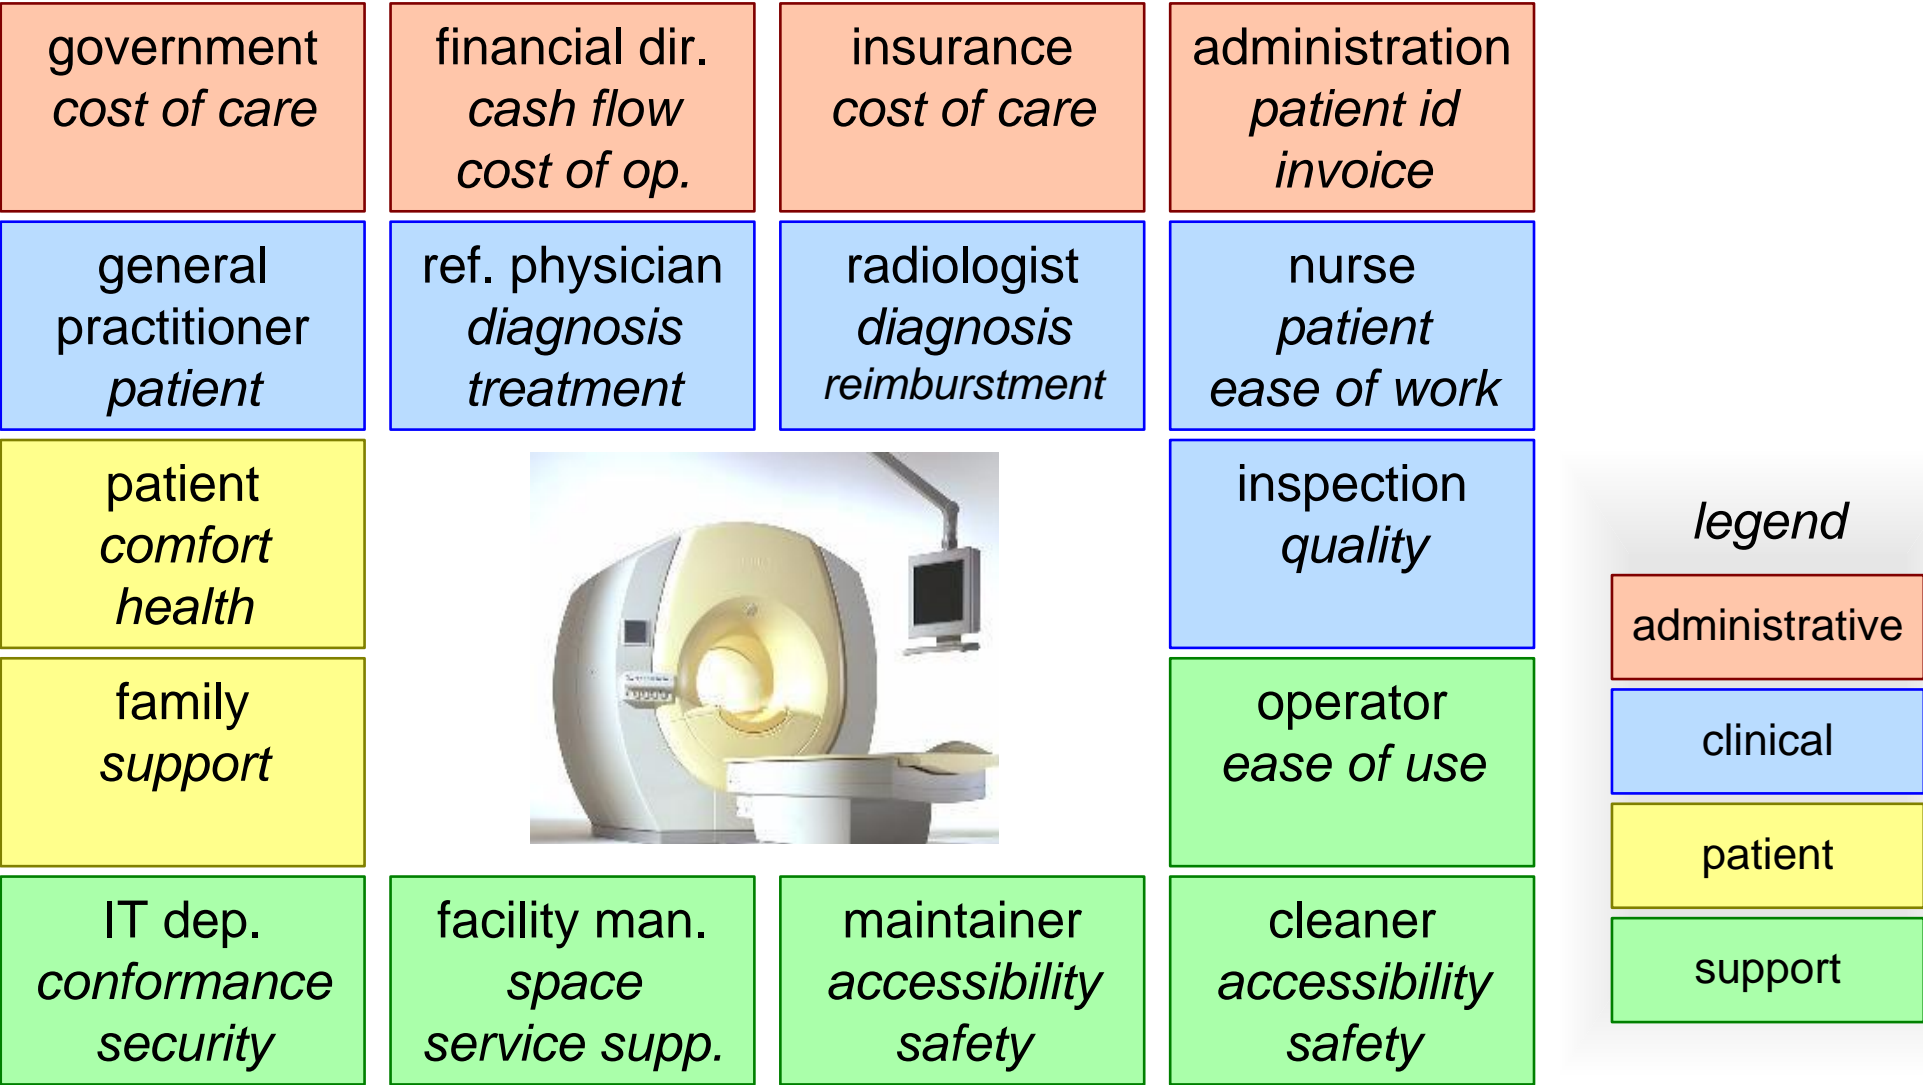 government
cost of care
financial dir.
cash flow
cost of op.
insurance
cost of care
administration
patient id
invoice
general
practitioner
patient
ref. physician
diagnosis
treatment
radiologist
diagnosis
reimburstment
nurse
patient
ease of work
patient
comfort
health
inspection
quality
family
support
operator
ease of use
IT dep.
conformance
security
facility man.
space
service supp.
maintainer
accessibility
safety
cleaner
accessibility
safety
legend
administrative
clinical
patient
support